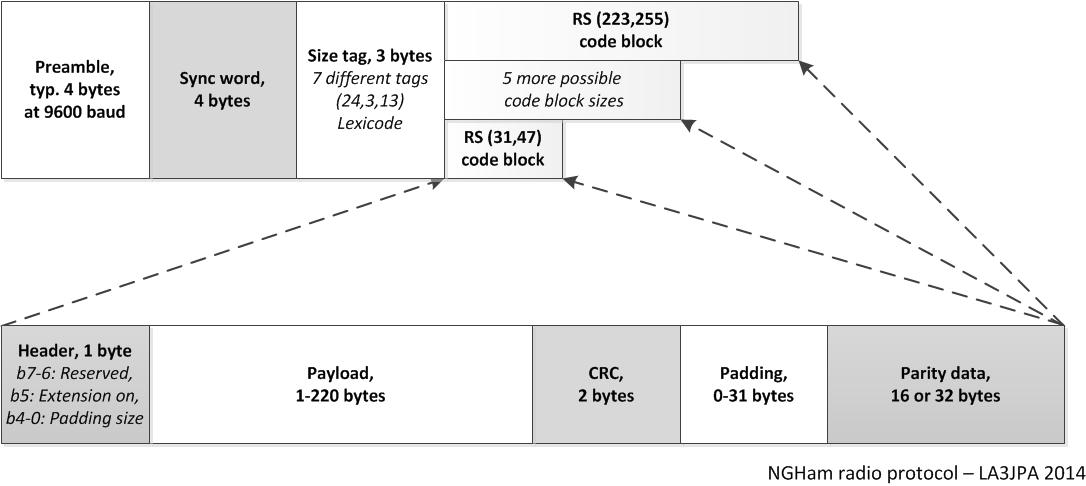 Preamble,
typ. 4 bytes
at 9600 baud
Sync word,
4 bytes
Size tag, 3 bytes
7 different tags
(24,3,13)
Lexicode
RS (223,255)
code block
5 more possible
code block sizes
RS (31,47)
code block
Header, 1 byte
b7-6: Reserved,
b5: Extension on,
b4-0: Padding size
Payload,
1-220 bytes
CRC,
2 bytes
Padding,
0-31 bytes
Parity data,
16 or 32 bytes
NGHam radio protocol – LA3JPA 2014